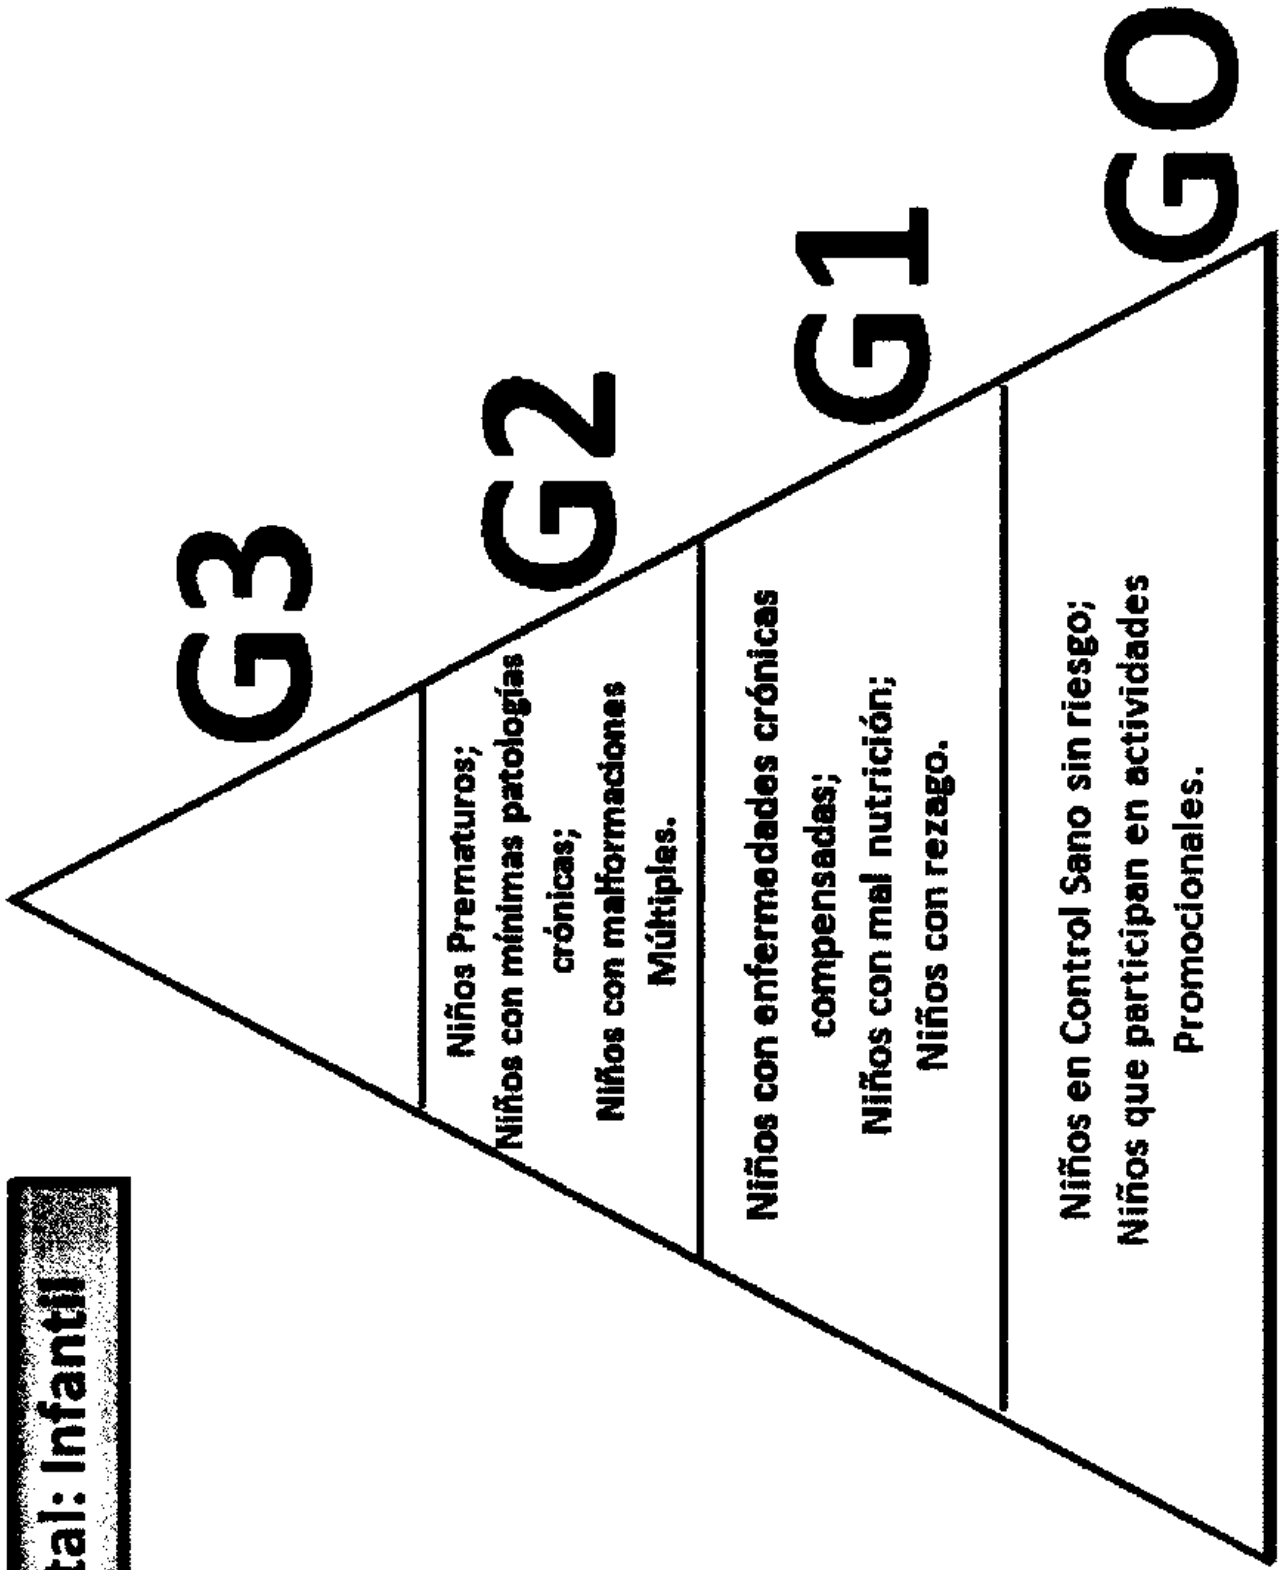 Infantil
G3
Niños Prematuros;
Niños con mínimas patologías
crónicas;
Niños con malformaciones
Múltiples.
G2
Niños con enfermedades crónicas
compensadas;
Niños con mal nutrición;
Niños con rezago.
G1
Niños en Control Sano sin riesgo;
Niños que participan en actividades
Promocionales.
G0